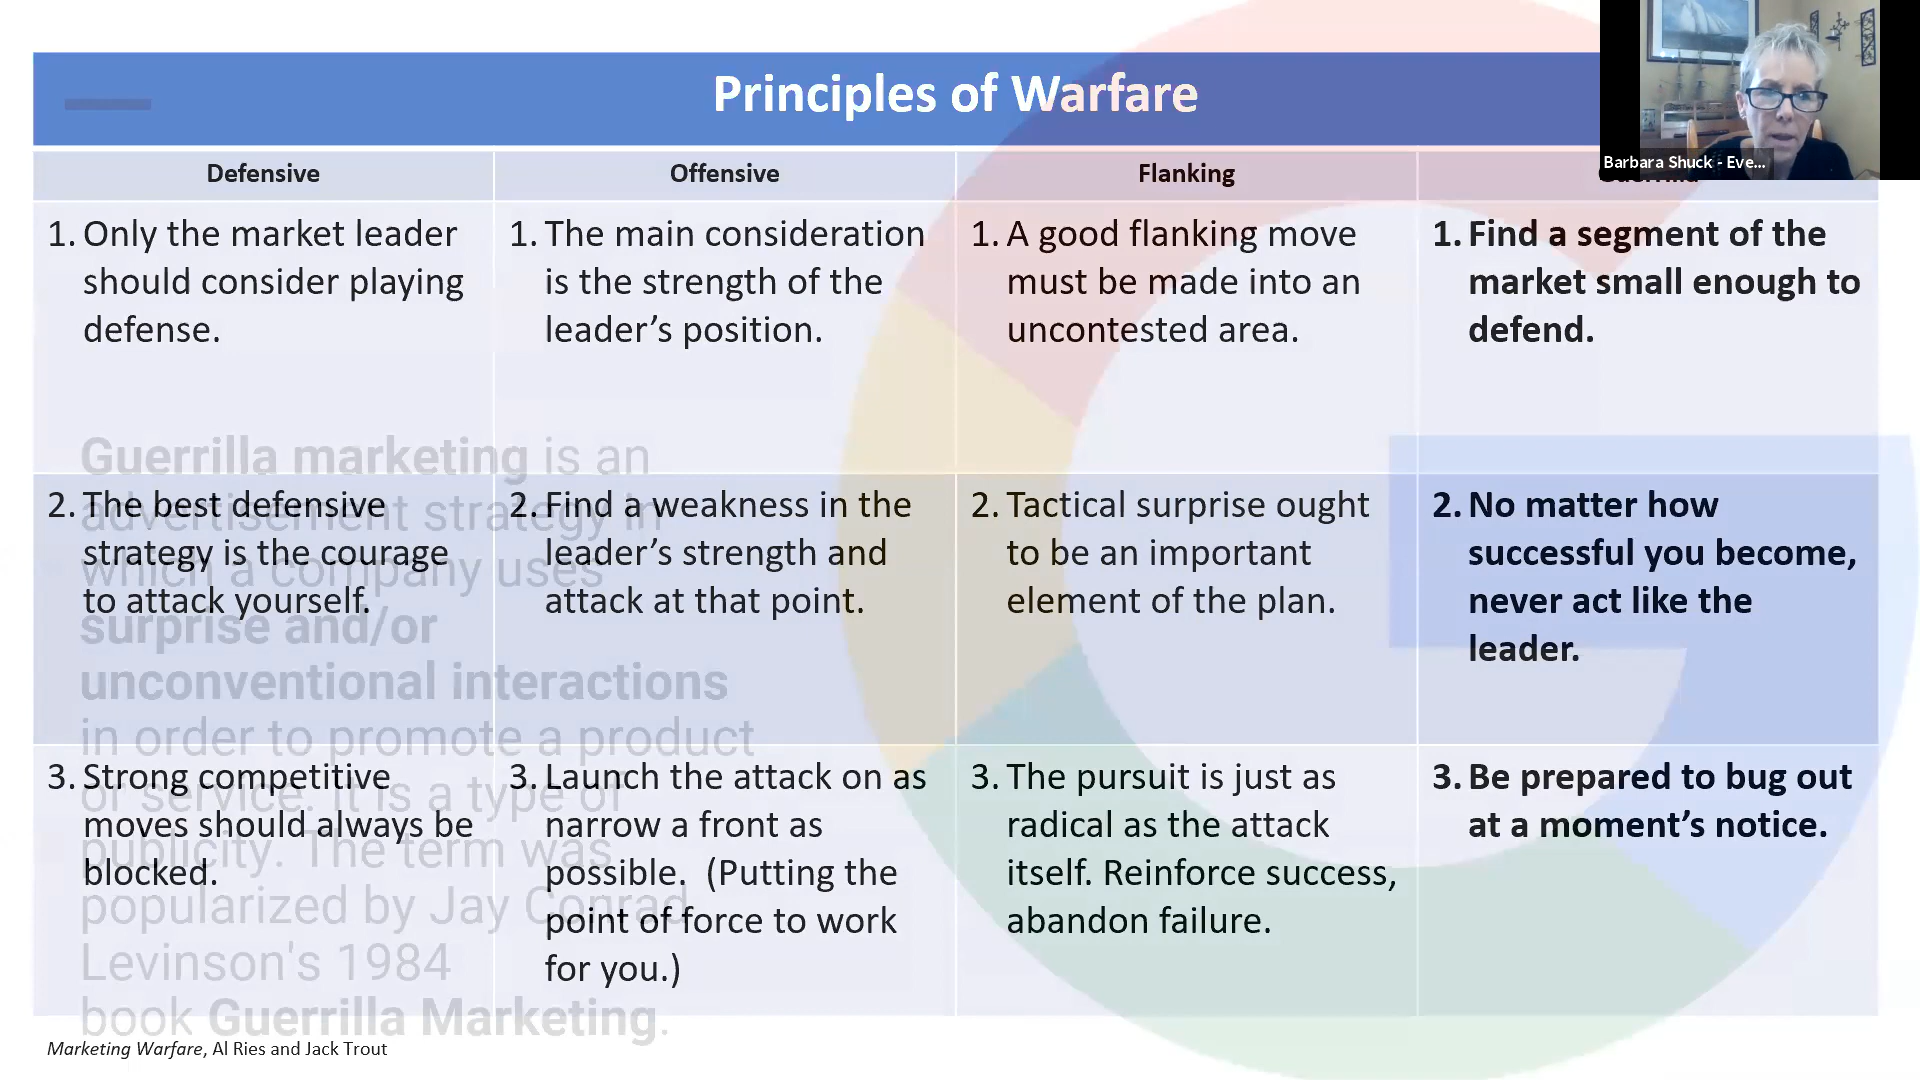 Principles of Warfare
Barbara Shuck - Eve...
Defensive
Offensive
Flanking
Guerrilla
1. Only the market leader
should consider playing
defense.
1. The main consideration
is the strength of the
leader’s position.
1. A good flanking move
must be made into an
uncontested area.
1. Find a segment of the
market small enough to
defend.
2. The best defensive
strategy is the courage
to attack yourself.
2. Find a weakness in the
leader’s strength and
attack at that point.
2. Tactical surprise ought
to be an important
element of the plan.
2. No matter how
successful you become,
never act like the
leader.
3. Strong competitive
moves should always be
blocked.
3. Launch the attack on as
narrow a front as
possible.  (Putting the
point of force to work
for you.)
3. The pursuit is just as
radical as the attack
itself. Reinforce success,
abandon failure.
3. Be prepared to bug out
at a moment’s notice.
Guerrilla marketing is an
advertisement strategy in
which a company uses
surprise and/or
unconventional interactions
in order to promote a product
or service. It is a type of
publicity. The term was
popularized by Jay Conrad
Levinson's 1984
book Guerrilla Marketing.
Marketing Warfare, Al Ries and Jack Trout